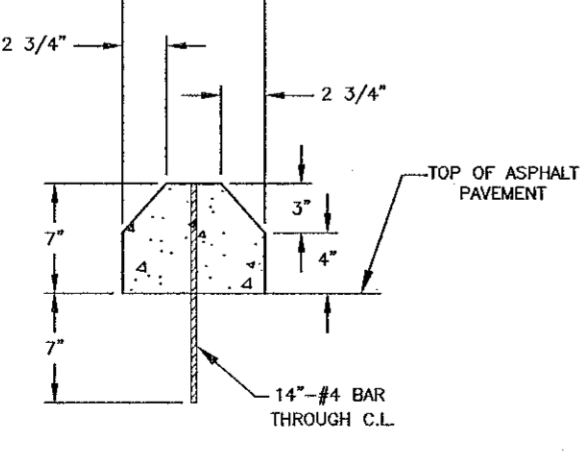 2 3/4"
2 3/4"
TOP OF ASPHALT
PAVEMENT
3"
7"
4"
7"
14"-#4 BAR
THROUGH C.L.